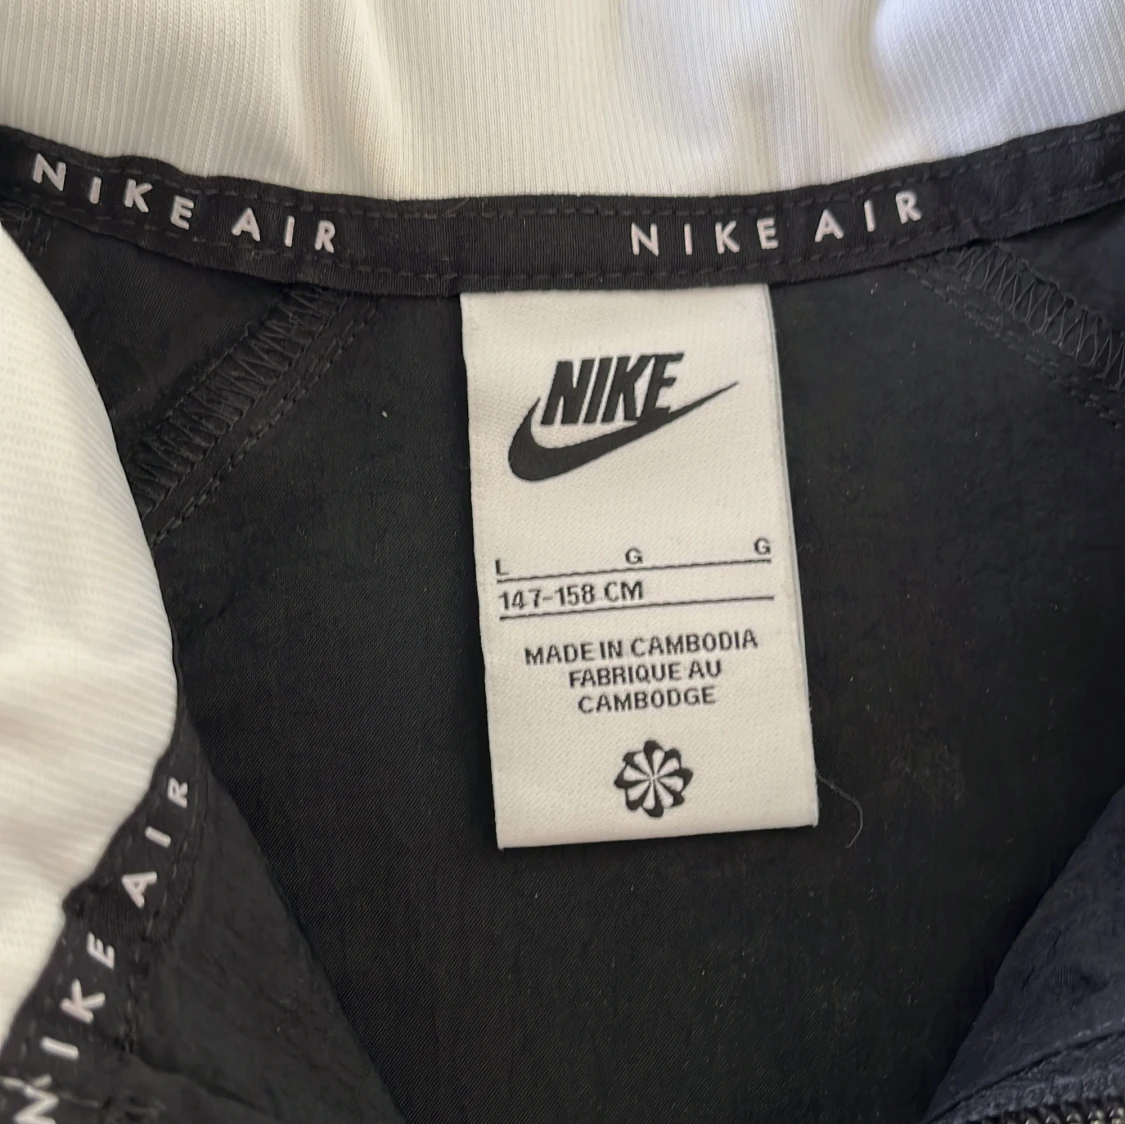 NIKE AIR NIKE AIR
NIKE
L G G
147-158 CM
MADE IN CAMBODIA
FABRIQUE AU
CAMBODGE
NIKE AIR